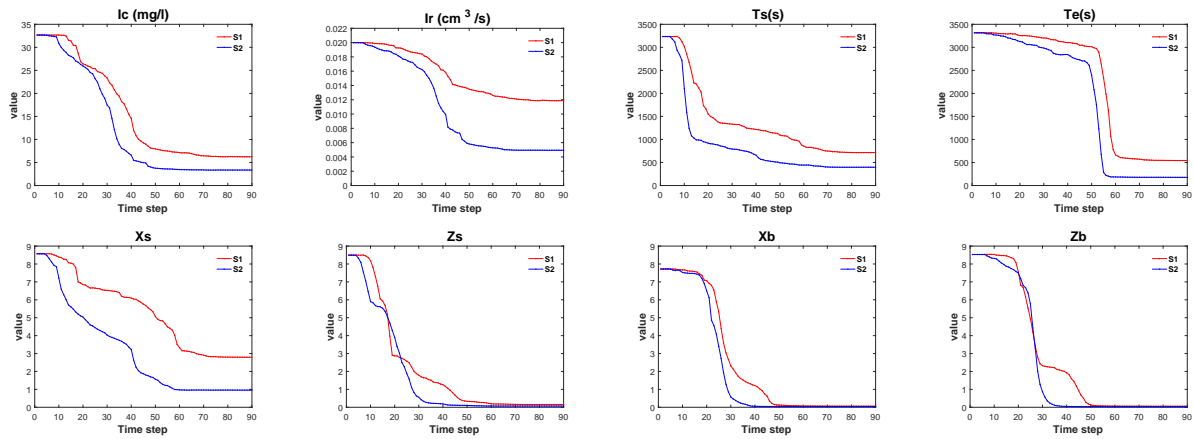 Ic (mg/l)
35
30
25
20
15
10
5
0
value
0 10 20 30 40 50 60 70 80 90
Time step
S1
S2
Ir (cm 3 /s)
0.022
0.020
0.018
0.016
0.014
0.012
0.010
0.008
0.006
0.004
0.002
0
value
0 10 20 30 40 50 60 70 80 90
Time step
S1
S2
Ts(s)
3500
3000
2500
2000
1500
1000
500
0
value
0 10 20 30 40 50 60 70 80 90
Time step
S1
S2
Te(s)
3500
3000
2500
2000
1500
1000
500
0
value
0 10 20 30 40 50 60 70 80 90
Time step
S1
S2
Xs
9
8
7
6
5
4
3
2
1
0
value
0 10 20 30 40 50 60 70 80 90
Time step
S1
S2
Zs
9
8
7
6
5
4
3
2
1
0
value
0 10 20 30 40 50 60 70 80 90
Time step
S1
S2
Xb
9
8
7
6
5
4
3
2
1
0
value
0 10 20 30 40 50 60 70 80 90
Time step
S1
S2
Zb
9
8
7
6
5
4
3
2
1
0
value
0 10 20 30 40 50 60 70 80 90
Time step
S1
S2